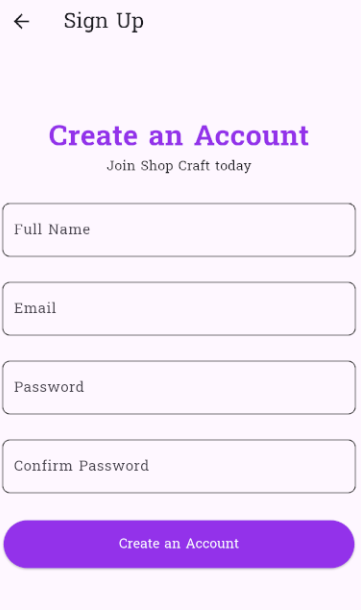 Sign Up
Create an Account
Join Shop Craft today
Full Name
Email
Password
Confirm Password
Create an Account